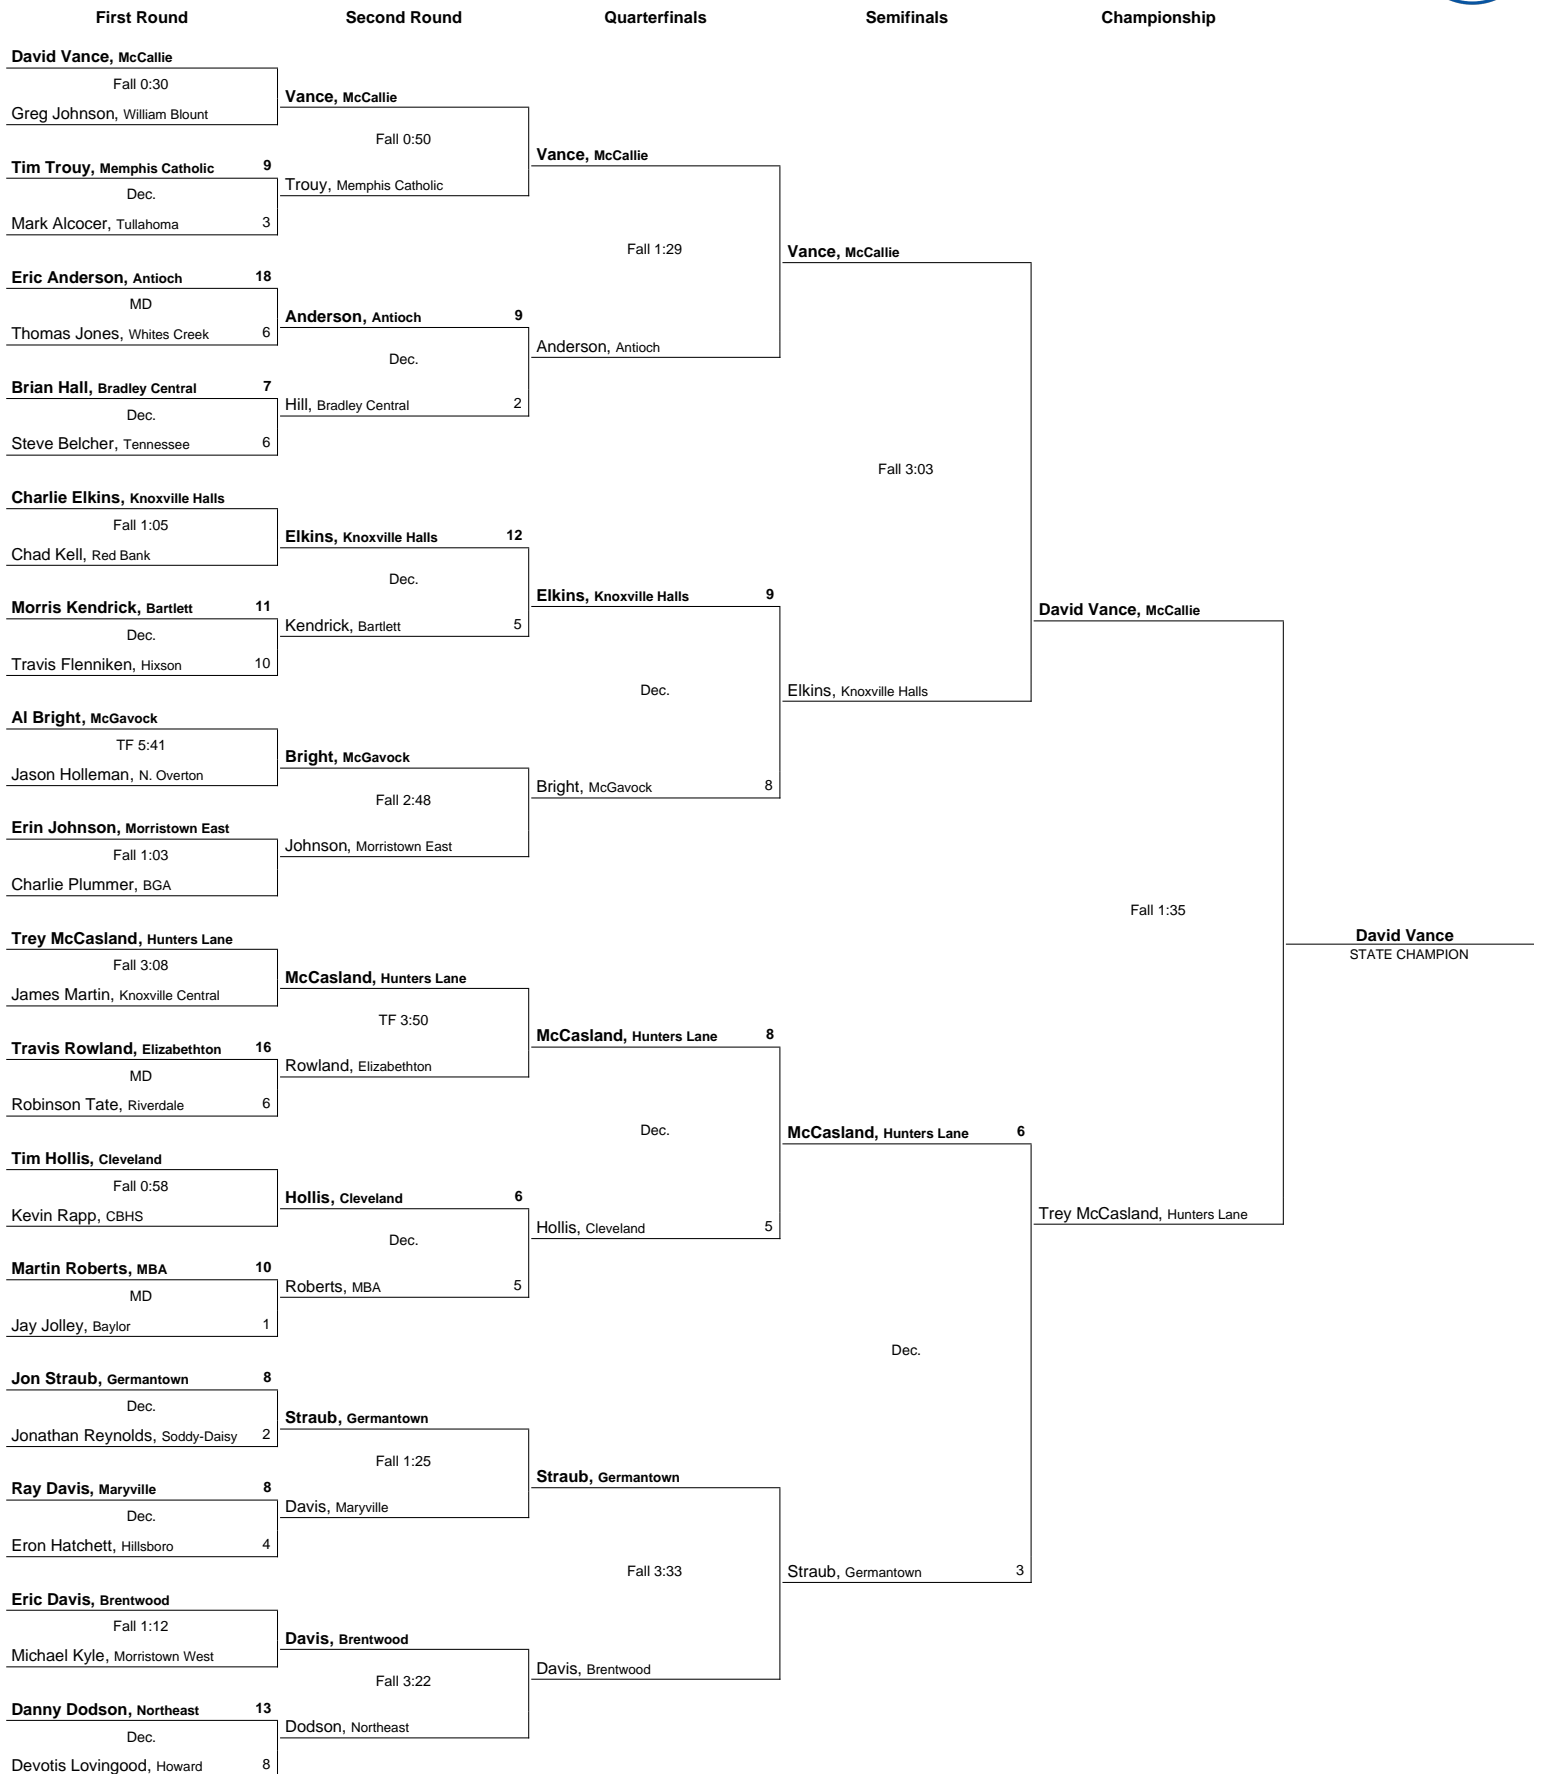 First Round Second Round Quarterfinals Semifinals Championship
David Vance, McCallie
Fall 0:30
Greg Johnson, William Blount
Tim Trouy, Memphis Catholic 9
Dec.
Mark Alcocer, Tullahoma 3
Eric Anderson, Antioch 18
MD
Thomas Jones, Whites Creek 6
Brian Hall, Bradley Central 7
Dec.
Steve Belcher, Tennessee 6
Charlie Elkins, Knoxville Halls
Fall 1:05
Chad Kell, Red Bank
Morris Kendrick, Bartlett 11
Dec.
Travis Flenniken, Hixson 10
Al Bright, McGavock
TF 5:41
Jason Holleman, N. Overton
Erin Johnson, Morristown East
Fall 1:03
Charlie Plummer, BGA
Trey McCasland, Hunters Lane
Fall 3:08
James Martin, Knoxville Central
Travis Rowland, Elizabethton 16
MD
Robinson Tate, Riverdale 6
Tim Hollis, Cleveland
Fall 0:58
Kevin Rapp, CBHS
Martin Roberts, MBA 10
MD
Jay Jolley, Baylor 1
Jon Straub, Germantown 8
Dec.
Jonathan Reynolds, Soddy-Daisy 2
Ray Davis, Maryville 8
Dec.
Eron Hatchett, Hillsboro 4
Eric Davis, Brentwood
Fall 1:12
Michael Kyle, Morristown West
Danny Dodson, Northeast 13
Dec.
Devotis Lovingood, Howard 8
Vance, McCallie
Fall 0:50
Trouy, Memphis Catholic
Anderson, Antioch 9
Dec.
Hill, Bradley Central 2
Elkins, Knoxville Halls 12
Dec.
Kendrick, Bartlett 5
Bright, McGavock
Fall 2:48
Johnson, Morristown East
McCasland, Hunters Lane
TF 3:50
Rowland, Elizabethton
Hollis, Cleveland 6
Dec.
Roberts, MBA 5
Straub, Germantown
Fall 1:25
Davis, Maryville
Davis, Brentwood
Fall 3:22
Dodson, Northeast
Vance, McCallie
Fall 1:29
Anderson, Antioch
Elkins, Knoxville Halls 9
Dec.
Bright, McGavock 8
McCasland, Hunters Lane 8
Dec.
Hollis, Cleveland 5
Straub, Germantown
Fall 3:33
Davis, Brentwood
Vance, McCallie
Fall 3:03
Elkins, Knoxville Halls
McCasland, Hunters Lane 6
Dec.
Straub, Germantown 3
David Vance, McCallie
Fall 1:35
Trey McCasland, Hunters Lane
David Vance
STATE CHAMPION